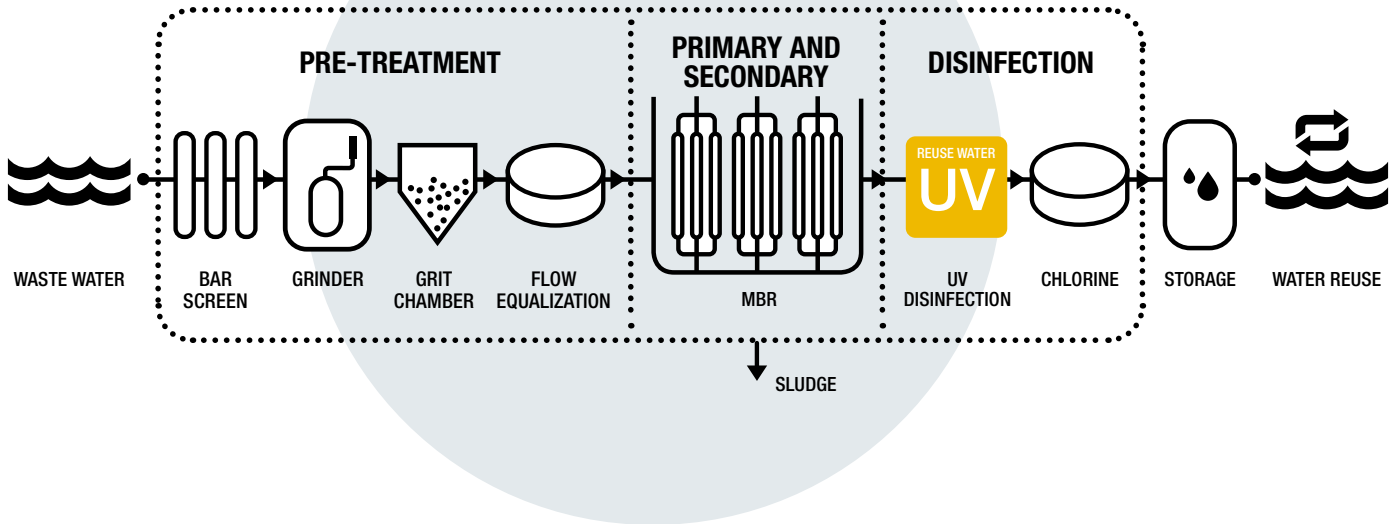 PRE-TREATMENT
PRIMARY AND
SECONDARY
DISINFECTION
REUSE WATER
UV
WASTE WATER
BAR
SCREEN
GRINDER
GRIT
CHAMBER
FLOW
EQUALIZATION
MBR
UV
DISINFECTION
CHLORINE
STORAGE
WATER REUSE
SLUDGE